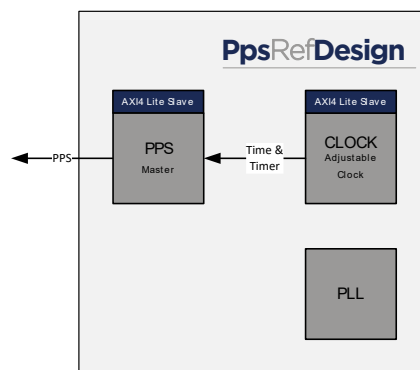 PpsRefDesign
AXI4 Lite Slave
AXI4 Lite Slave
PPS
Master
PPS
Time &
Timer
CLOCK
Adjustable
Clock
PLL